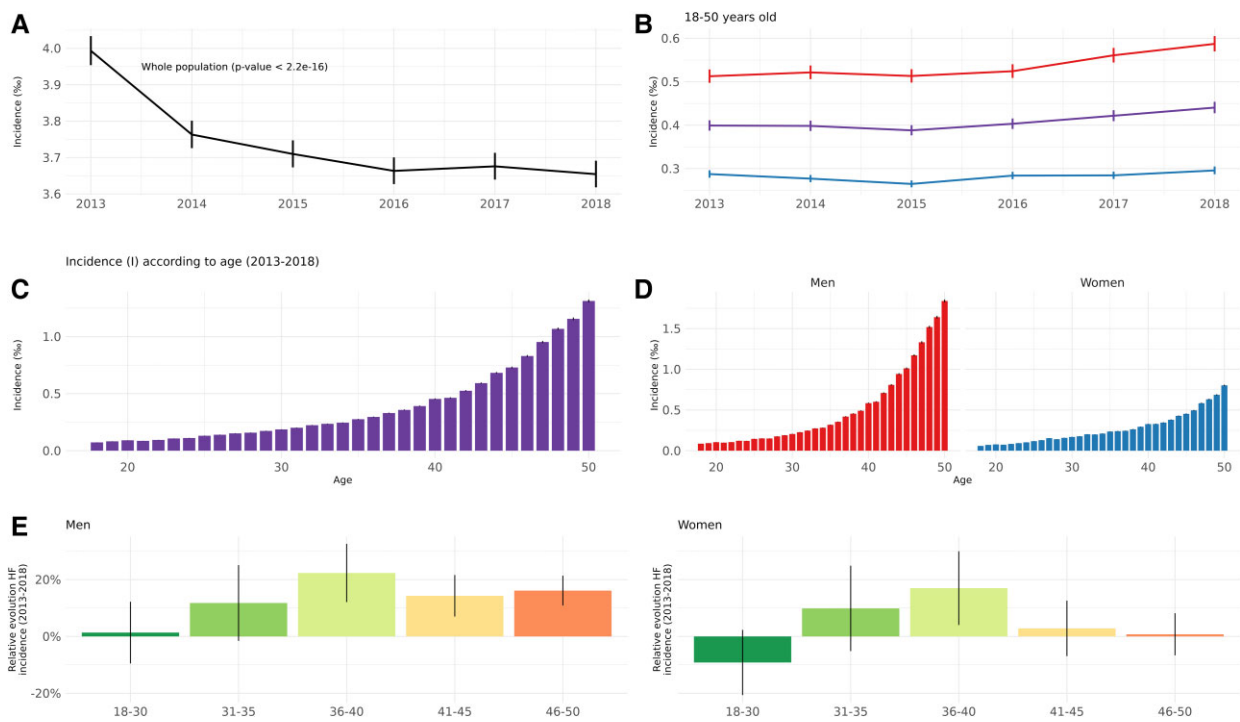 A
Incidence (‰)
4.0
3.9
3.8
3.7
3.6
Whole population (p-value < 2.2e-16)
2013 2014 2015 2016 2017 2018
B
18-50 years old
Incidence (‰)
0.6
0.5
0.4
0.3
2013 2014 2015 2016 2017 2018
Incidence (I) according to age (2013-2018)
C
Incidence (‰)
1.0
0.5
0.0
20 30 40 50
Age
D
Men Women
Incidence (‰)
1.5
1.0
0.5
0.0
20 30 40 50 20 30 40 50
Age
E
Men
Relative evolution HF
incidence (2013-2018)
20%
0%
-20%
18-30 31-35 36-40 41-45 46-50
Women
Relative evolution HF
incidence (2013-2018)
18-30 31-35 36-40 41-45 46-50